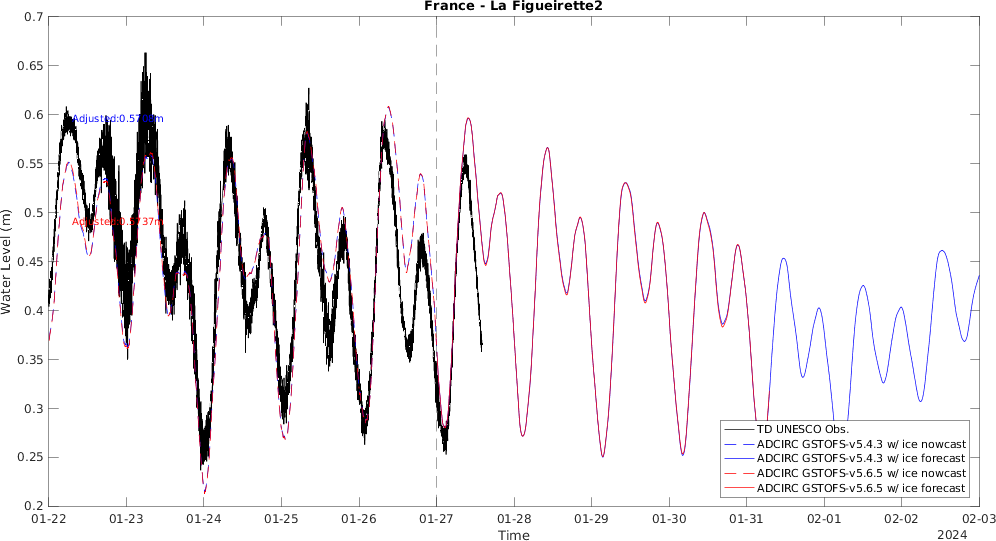 France - La Figueirette2
0.7
0.65
0.6
0.55
0.5
0.45
0.4
0.35
0.3
0.25
0.2
Water Level (m)
Adjusted:0.57
Adjusted:0.5737m
TD UNESCO Obs.
ADCIRC GSTOFS-v5.4.3 w/ ice nowcast
ADCIRC GSTOFS-v5.4.3 w/ ice forecast
ADCIRC GSTOFS-v5.6.5 w/ ice nowcast
ADCIRC GSTOFS-v5.6.5 w/ ice forecast
01-22 01-23 01-24 01-25 01-26 01-27 01-28 01-29 01-30 01-31 02-01 02-02 02-03
Time
2024